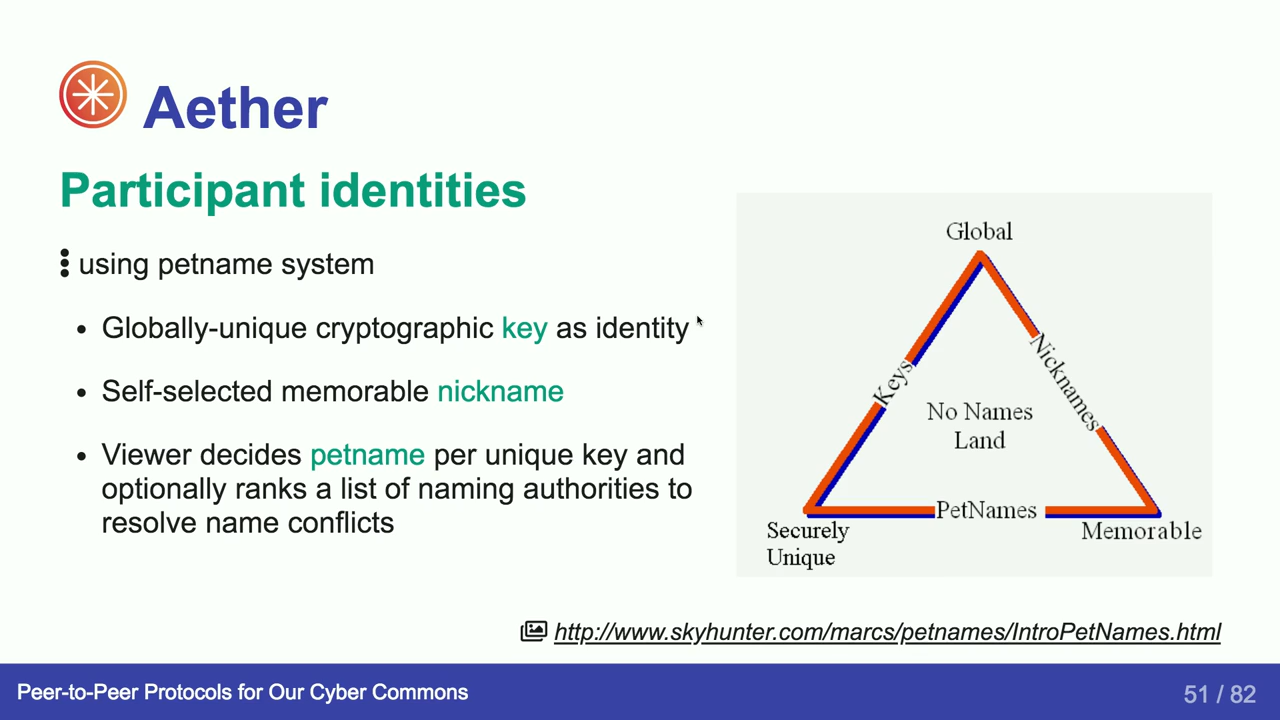 Aether
Participant identities
using petname system
• Globally-unique cryptographic key as identity
• Self-selected memorable nickname
• Viewer decides petname per unique key and
optionally ranks a list of naming authorities to
resolve name conflicts
Global
Keys
Nicknames
No Names
Land
PetNames
Securely
Unique
Memorable
http://www.skyhunter.com/marcs/petnames/IntroPetNames.html
Peer-to-Peer Protocols for Our Cyber Commons
51 / 82